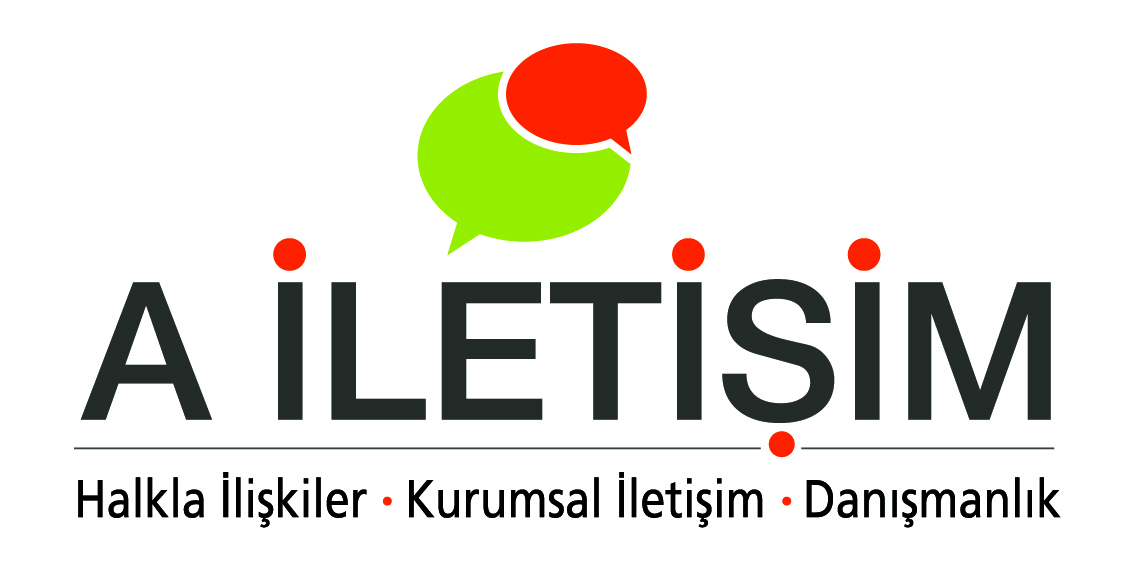 A İLETİŞİM
Halkla İlişkiler • Kurumsal İletişim • Danışmanlık